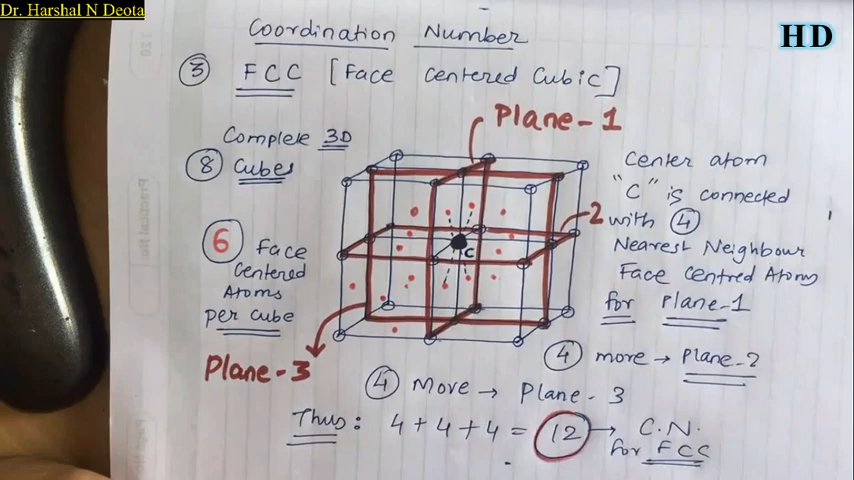 Dr. Harshal N Deota
HD
Coordination Number
③ FCC [Face Centered Cubic]
Plane-1
Complete 3D
⑧ Cubes
⑥ Face
Centered
Atoms
per cube
2
C
Center atom
"C" is connected
with ④
Nearest Neighbour
Face Centred Atoms
for Plane-1
Plane-3
④ more → Plane-2
④ More → Plane - 3
Thus: 4 + 4 + 4 = 12 → C.N.
for FCC